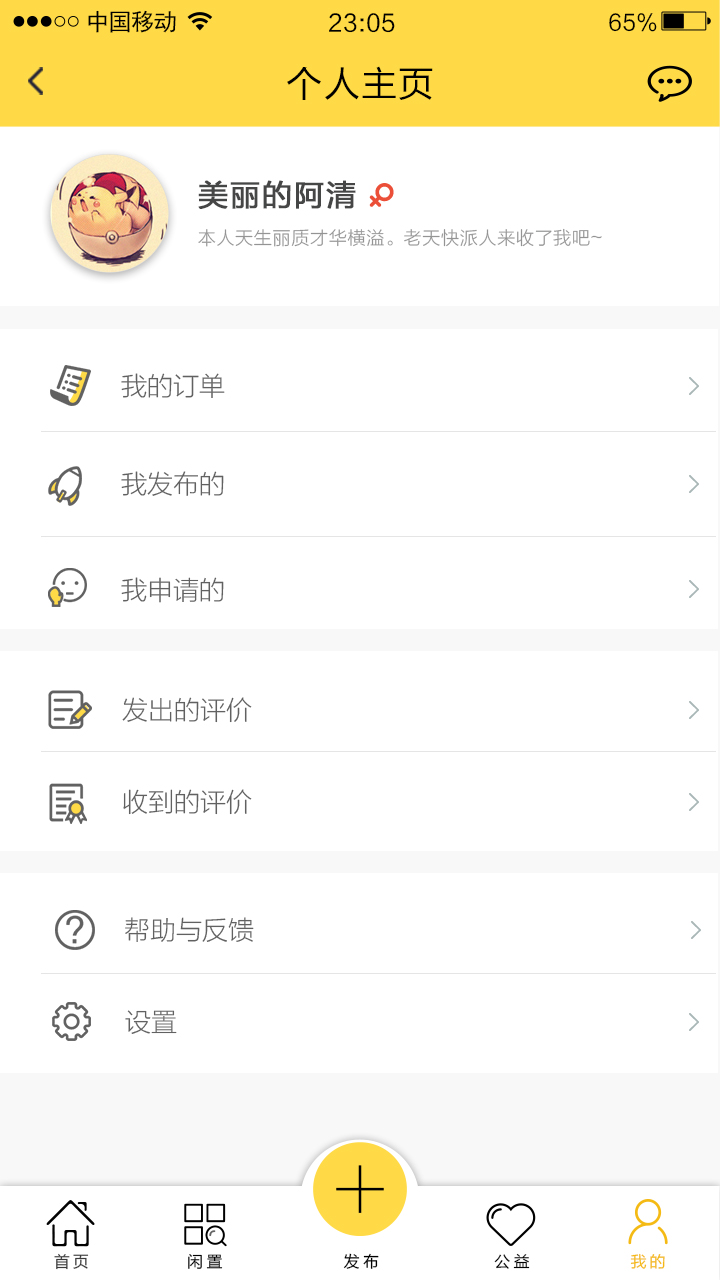 中国移动 23:05 65%
个人主页
美丽的阿清
本人天生丽质才华横溢。老天快派人来收了我吧~
我的订单
我发布的
我申请的
发出的评价
收到的评价
帮助与反馈
设置
首页 闲置 发布 公益 我的